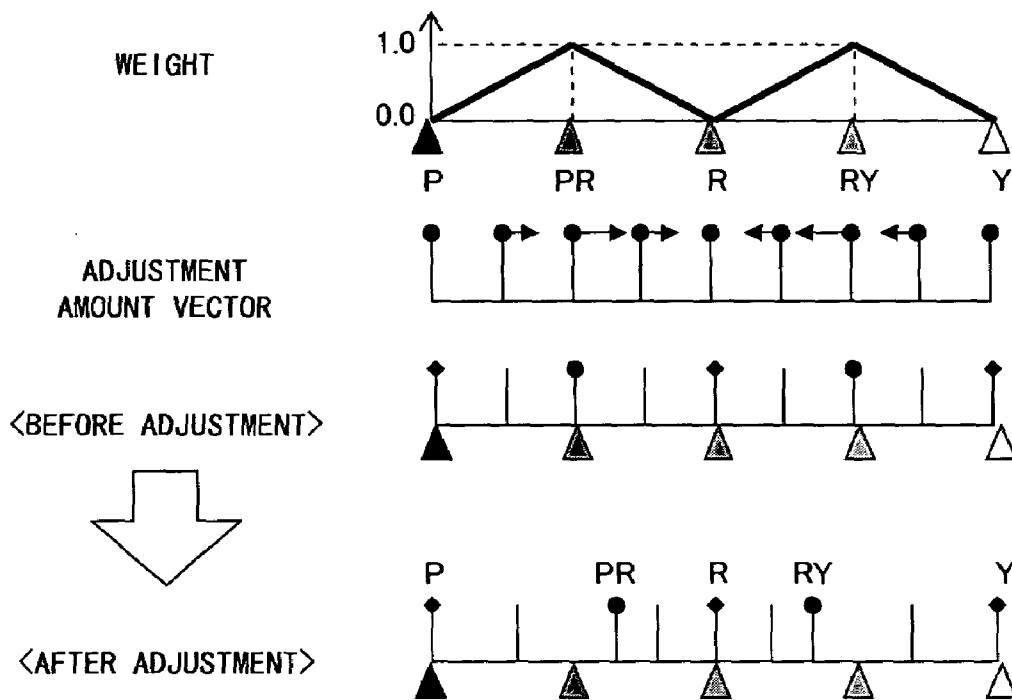 WEIGHT
1.0
0.0
P PR R RY Y
ADJUSTMENT
AMOUNT VECTOR
<BEFORE ADJUSTMENT>
P PR R RY Y
<AFTER ADJUSTMENT>